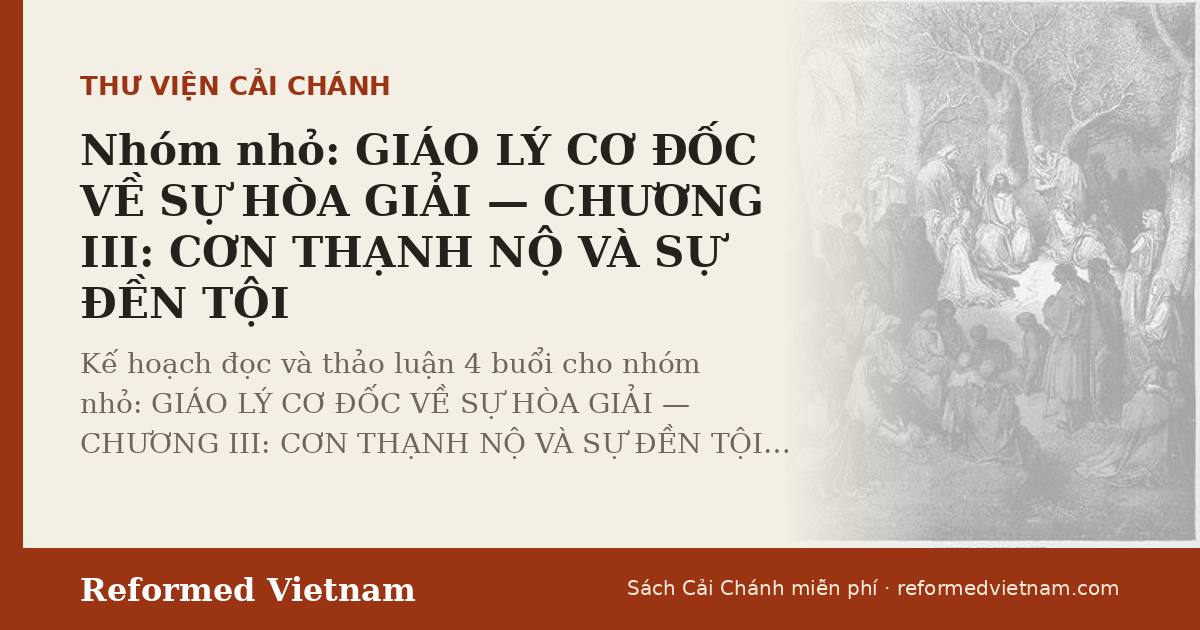 THƯ VIỆN CẢI CHÁNH
Nhóm nhỏ: GIÁO LÝ CƠ ĐỐC
VỀ SỰ HÒA GIẢI — CHƯƠNG
III: CƠN THẠNH NỘ VÀ SỰ
ĐỀN TỘI
Kế hoạch đọc và thảo luận 4 buổi cho nhóm
nhỏ: GIÁO LÝ CƠ ĐỐC VỀ SỰ HÒA GIẢI —
CHƯƠNG III: CƠN THẠNH NỘ VÀ SỰ ĐỀN TỘI...
Reformed Vietnam
Sách Cải Chánh miễn phí · reformedvietnam.com